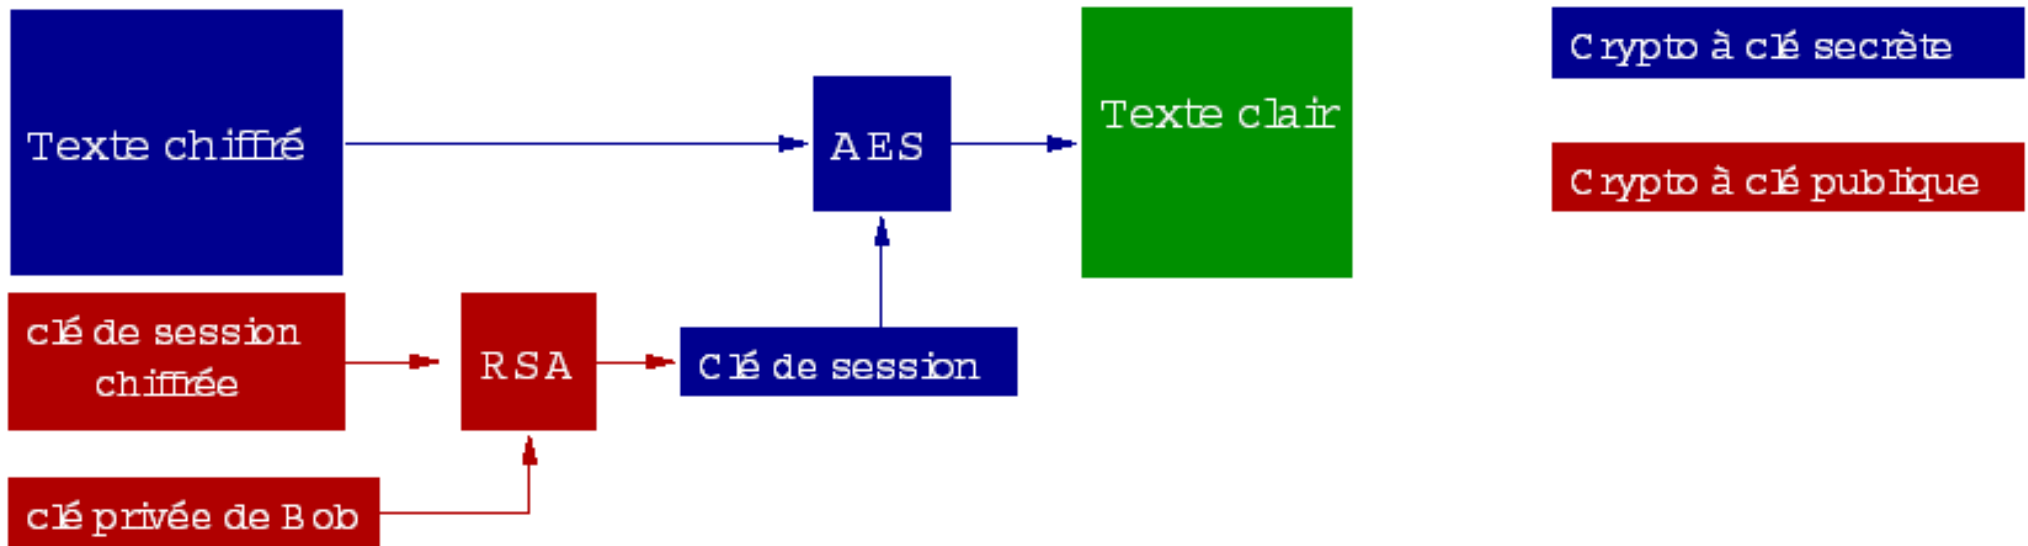 Texte chiffré
AES
Texte clair
Crypto à clé secrète
Crypto à clé publique
clé de session
chiffrée
RSA
Clé de session
clé privée de Bob